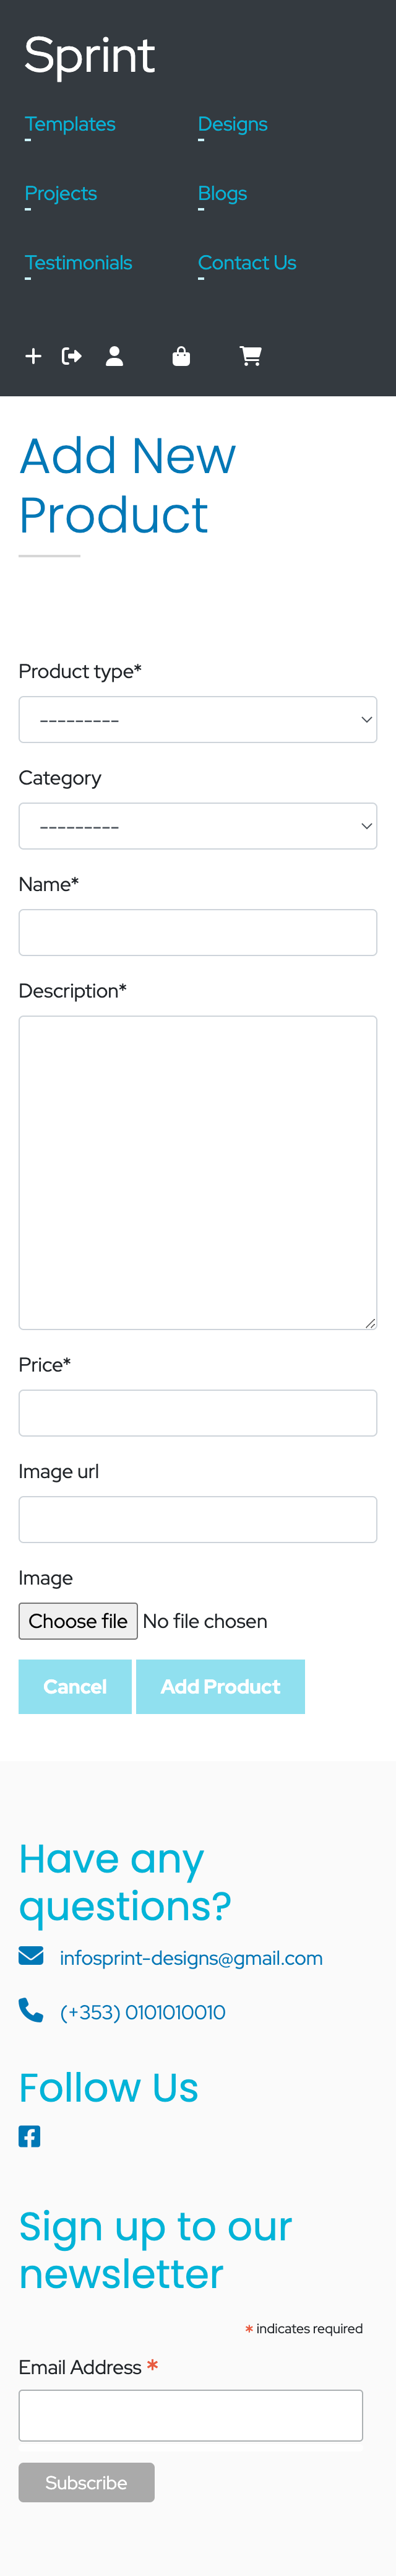 Sprint
Templates
Designs
Projects
Blogs
Testimonials
Contact Us
Add New
Product
Product type*
---------
Category
---------
Name*
Description*
Price*
Image url
Image
Choose file No file chosen
Cancel
Add Product
Have any
questions?
infosprint-designs@gmail.com
(+353) 0101010010
Follow Us
Sign up to our
newsletter
* indicates required
Email Address *
Subscribe